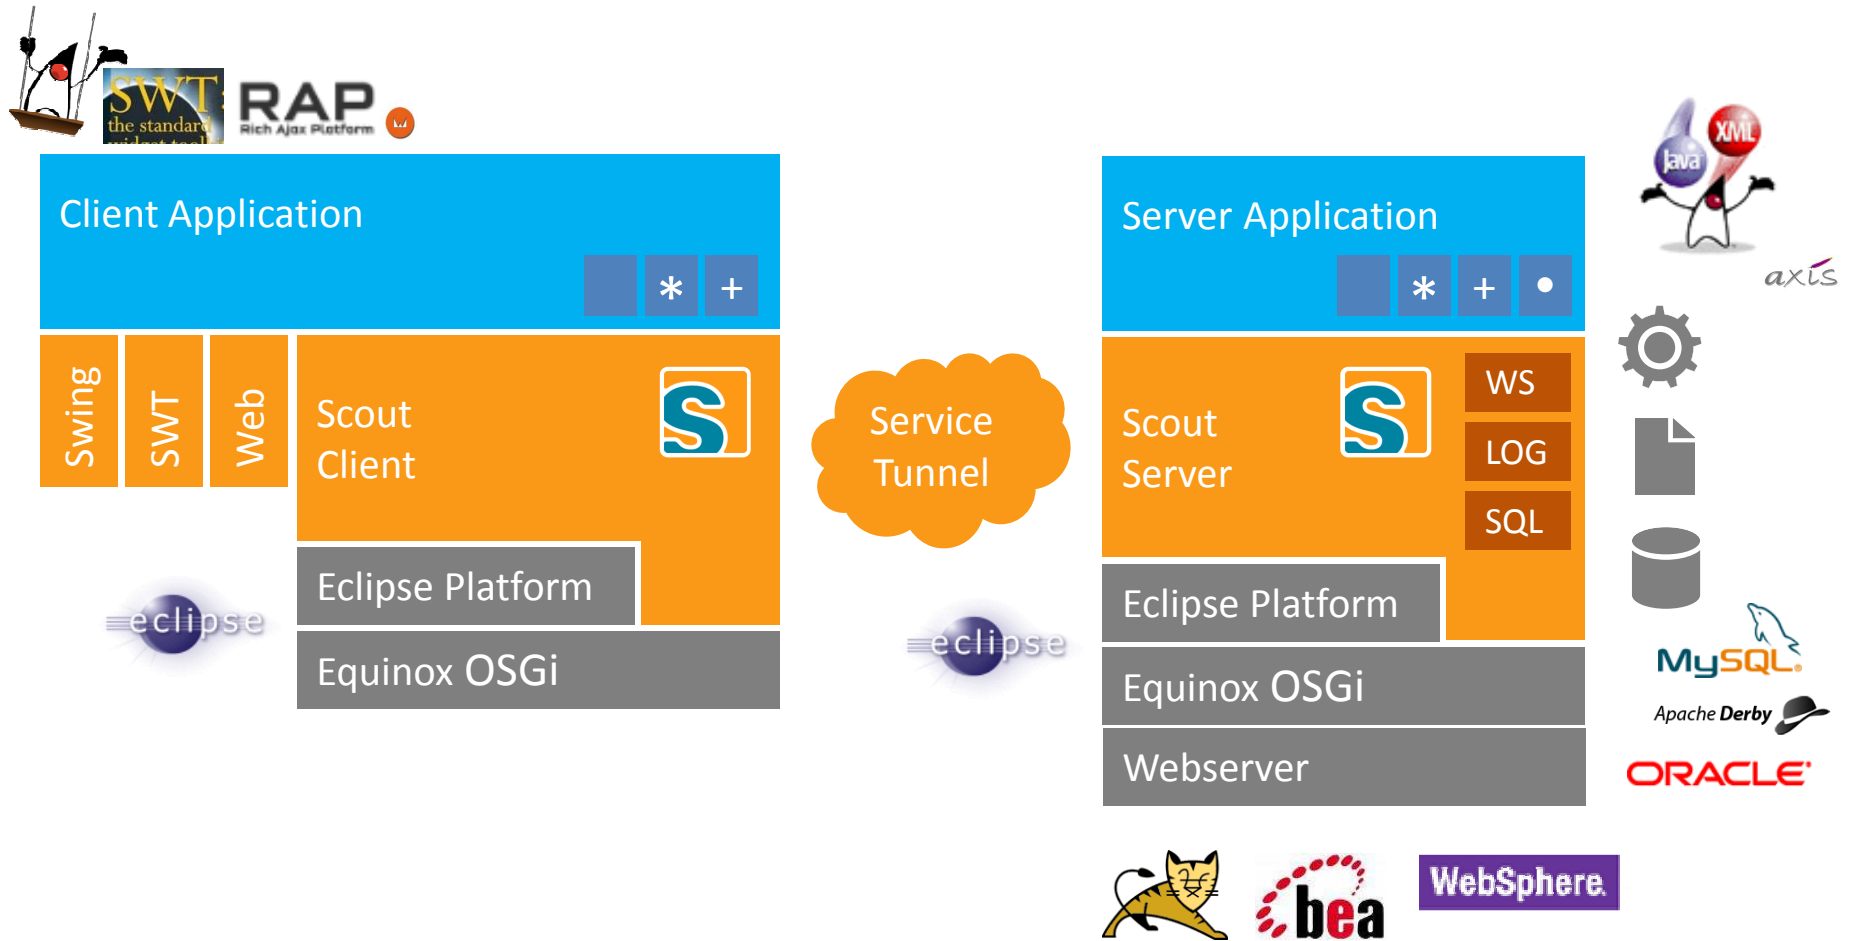 SWT:
the standard
widget tool
RAP
Rich Ajax Platform
Client Application
* +
Swing
SWT
Web
Scout
Client
S
Eclipse Platform
Equinox OSGi
eclipse
Service
Tunnel
eclipse
Server Application
* + •
Scout
Server
S
WS
LOG
SQL
Eclipse Platform
Equinox OSGi
Webserver
Java
XML
axis
MySQL®
Apache Derby
ORACLE®
bea
WebSphere.